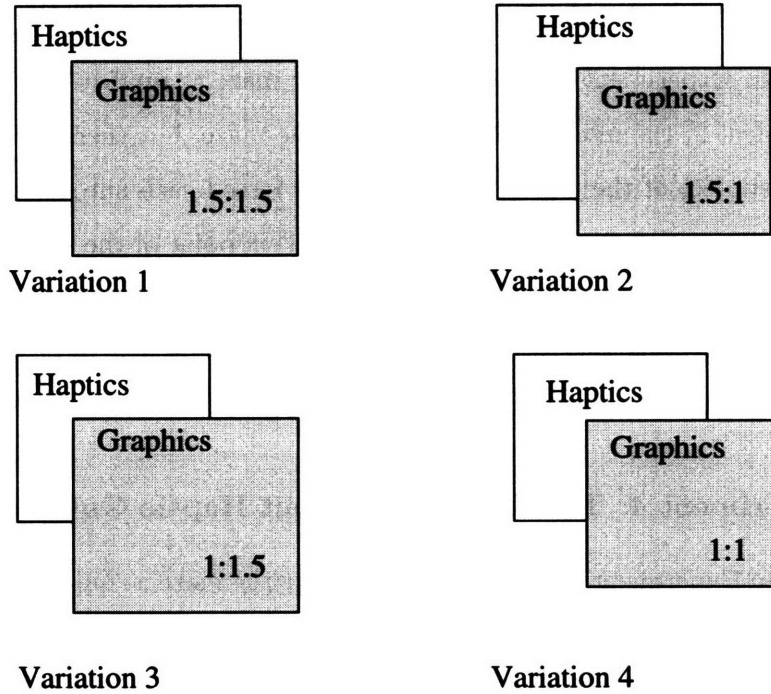 Haptics
Graphics
1.5:1.5
Variation 1
Haptics
Graphics
1.5:1
Variation 2
Haptics
Graphics
1:1.5
Variation 3
Haptics
Graphics
1:1
Variation 4